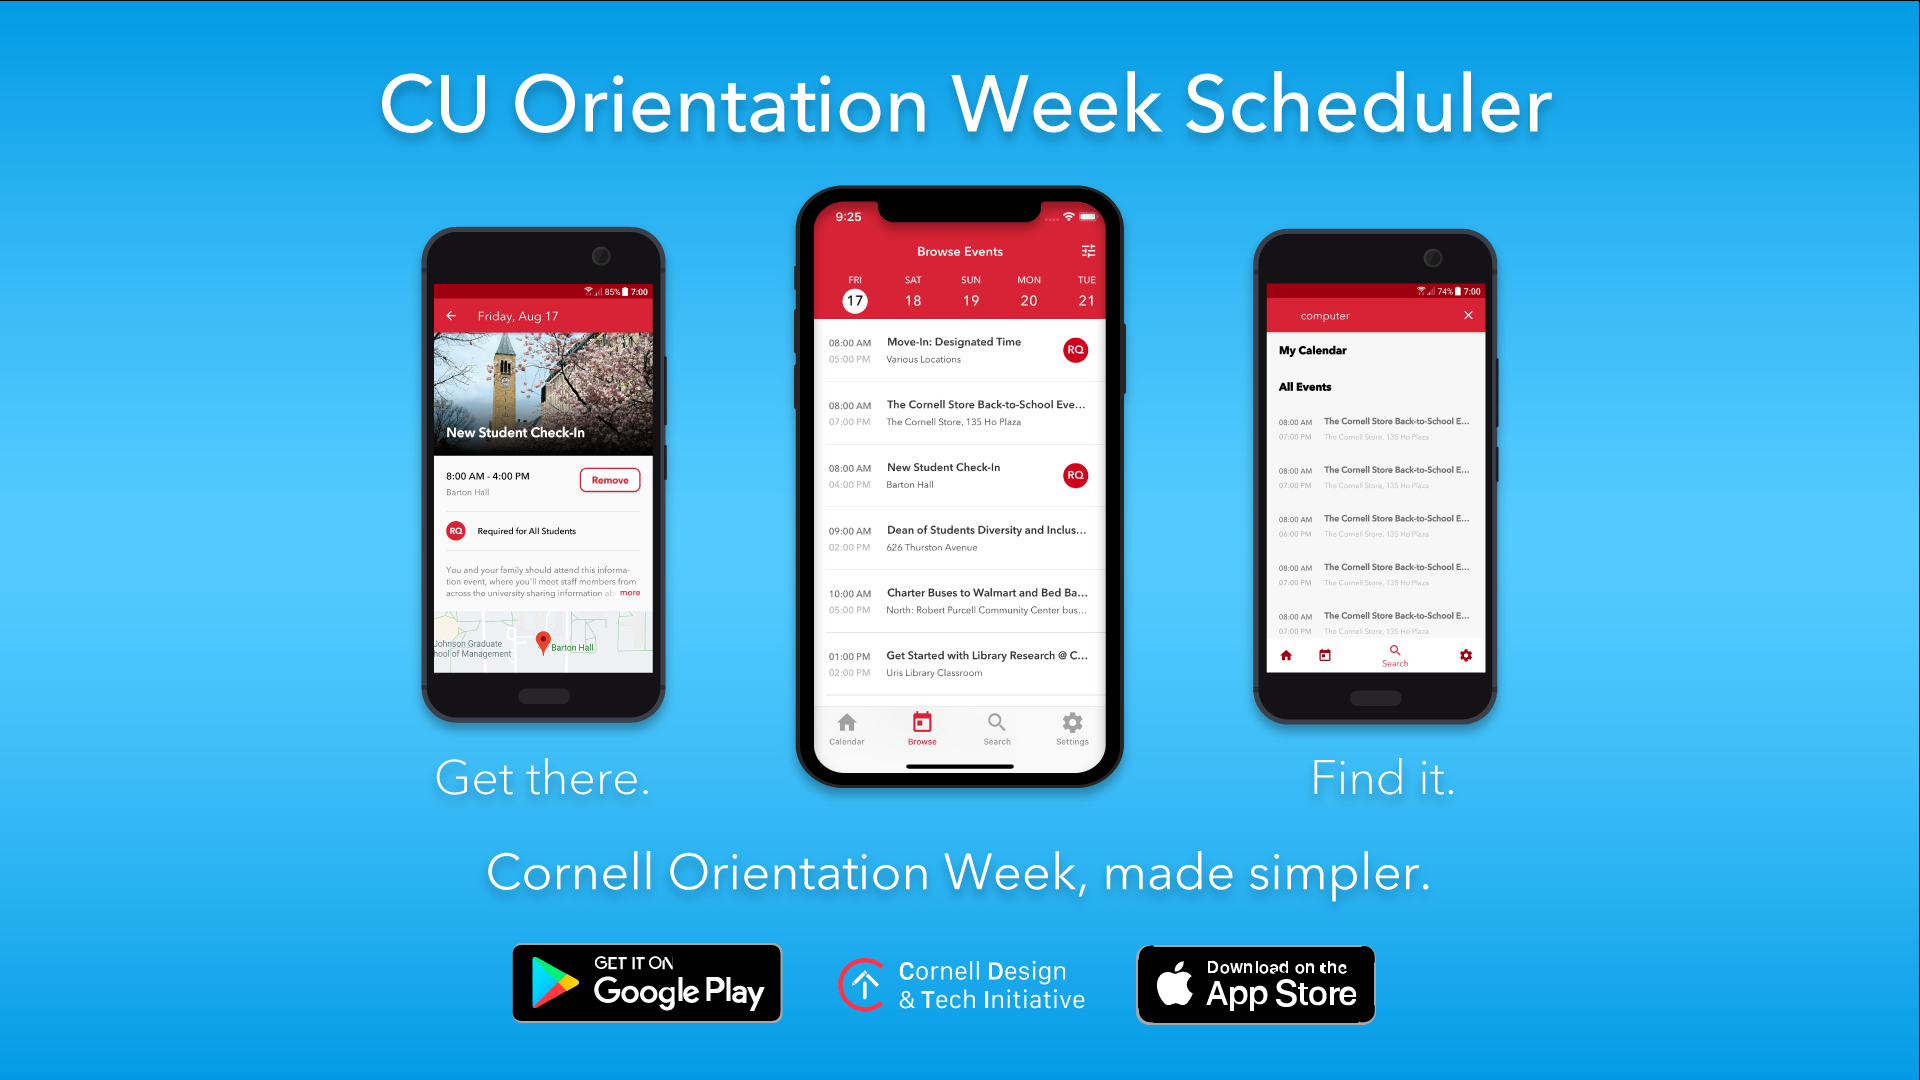 CU Orientation Week Scheduler
85% 7:00
Friday, Aug 17
New Student Check-In
8:00 AM - 4:00 PM
Remove
Barton Hall
RQ Required for All Students
You and your family should attend this informa-
tion event, where you'll meet staff members from
across the university sharing information ab more
Johnson Graduate
hool of Management
Barton Hall
Get there.
9:25
Browse Events
FRI SAT SUN MON TUE
17 18 19 20 21
08:00 AM Move-In: Designated Time RQ
05:00 PM Various Locations
08:00 AM The Cornell Store Back-to-School Eve...
07:00 PM The Cornell Store, 135 Ho Plaza
08:00 AM New Student Check-In RQ
04:00 PM Barton Hall
09:00 AM Dean of Students Diversity and Inclus...
02:00 PM 626 Thurston Avenue
10:00 AM Charter Buses to Walmart and Bed Ba...
05:00 PM North: Robert Purcell Community Center bus...
01:00 PM Get Started with Library Research @ C...
02:00 PM Uris Library Classroom
Calendar Browse Search Settings
74% 7:00
computer
My Calendar
All Events
08:00 AM The Cornell Store Back-to-School E...
07:00 PM The Cornell Store, 135 Ho Plaza
08:00 AM The Cornell Store Back-to-School E...
07:00 PM The Cornell Store, 135 Ho Plaza
08:00 AM The Cornell Store Back-to-School E...
06:00 PM The Cornell Store, 135 Ho Plaza
08:00 AM The Cornell Store Back-to-School E...
07:00 PM The Cornell Store, 135 Ho Plaza
08:00 AM The Cornell Store Back-to-School E...
07:00 PM The Cornell Store, 135 Ho Plaza
Search
Find it.
Cornell Orientation Week, made simpler.
GET IT ON
Google Play
Cornell Design
& Tech Initiative
Download on the
App Store